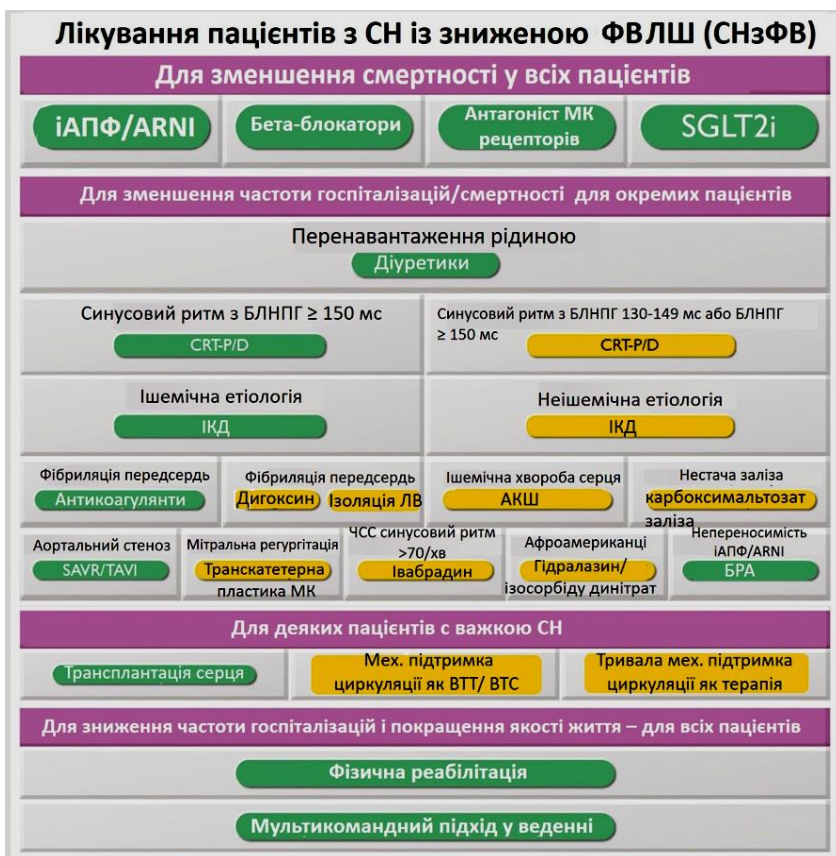 Лікування пацієнтів з СН із зниженою ФВЛШ (СНзФВ)
Для зменшення смертності у всіх пацієнтів
іАПФ/ARNI
Бета-блокатори
Антагоніст МК
рецепторів
SGLT2i
Для зменшення частоти госпіталізацій/смертності для окремих пацієнтів
Перенавантаження рідиною
Діуретики
Синусовий ритм з БЛНПГ ≥ 150 мс
CRT-P/D
Синусовий ритм з БЛНПГ 130-149 мс або БЛНПГ
≥ 150 мс
CRT-P/D
Ішемічна етіологія
ІКД
Неішемічна етіологія
ІКД
Фібриляція передсердь
Антикоагулянти
Фібриляція передсердь
Дигоксин Ізоляція ЛВ
Ішемічна хвороба серця
АКШ
Нестача заліза
карбоксимальтозат
заліза
Аортальний стеноз
SAVR/TAVI
Мітральна регургітація
Транскатетерна
пластика МК
ЧСС синусовий ритм
>70/хв
Івабрадин
Афроамериканці
Гідралазин/
ізосорбіду динітрат
Непереносимість
іАПФ/ARNI
БРА
Для деяких пацієнтів с важкою СН
Трансплантація серця
Мех. підтримка
циркуляції як ВТТ/ ВТС
Тривала мех. підтримка
циркуляції як терапія
Для зниження частоти госпіталізацій і покращення якості життя – для всіх пацієнтів
Фізична реабілітація
Мультикомандний підхід у веденні